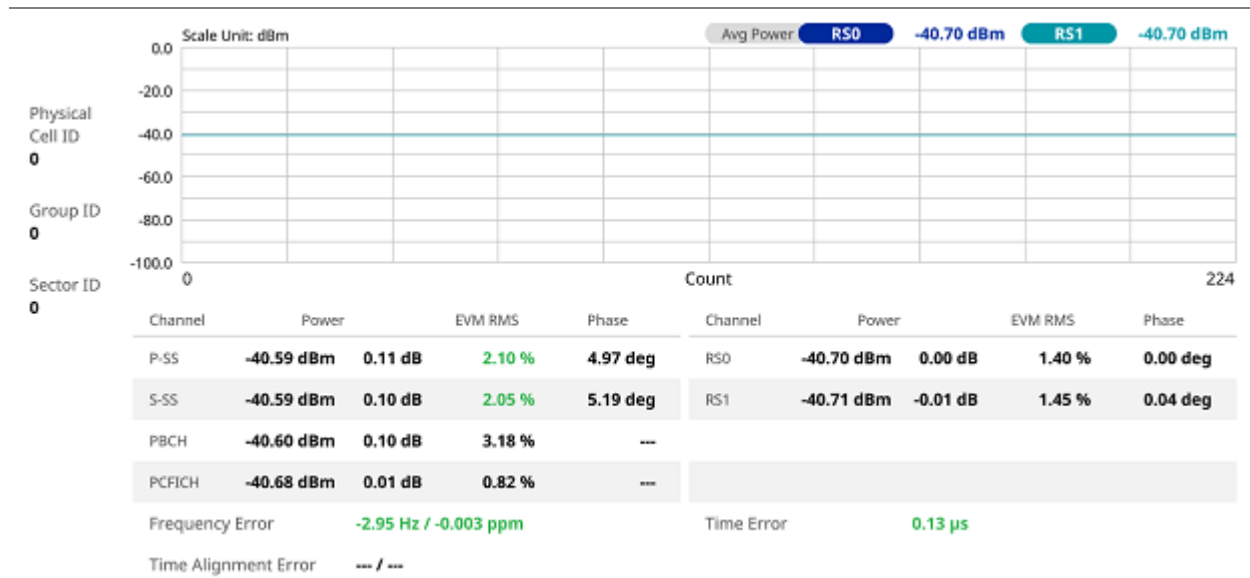 Scale Unit: dBm Avg Power RS0 -40.70 dBm RS1 -40.70 dBm
0.0
-20.0
-40.0
-60.0
-80.0
-100.0
0 Count 224
Physical
Cell ID
0
Group ID
0
Sector ID
0
Channel Power EVM RMS Phase Channel Power EVM RMS Phase
P-SS -40.59 dBm 0.11 dB 2.10 % 4.97 deg RS0 -40.70 dBm 0.00 dB 1.40 % 0.00 deg
S-SS -40.59 dBm 0.10 dB 2.05 % 5.19 deg RS1 -40.71 dBm -0.01 dB 1.45 % 0.04 deg
PBCH -40.60 dBm 0.10 dB 3.18 % ---
PCFICH -40.68 dBm 0.01 dB 0.82 % ---
Frequency Error -2.95 Hz / -0.003 ppm Time Error 0.13 µs
Time Alignment Error --- / ---